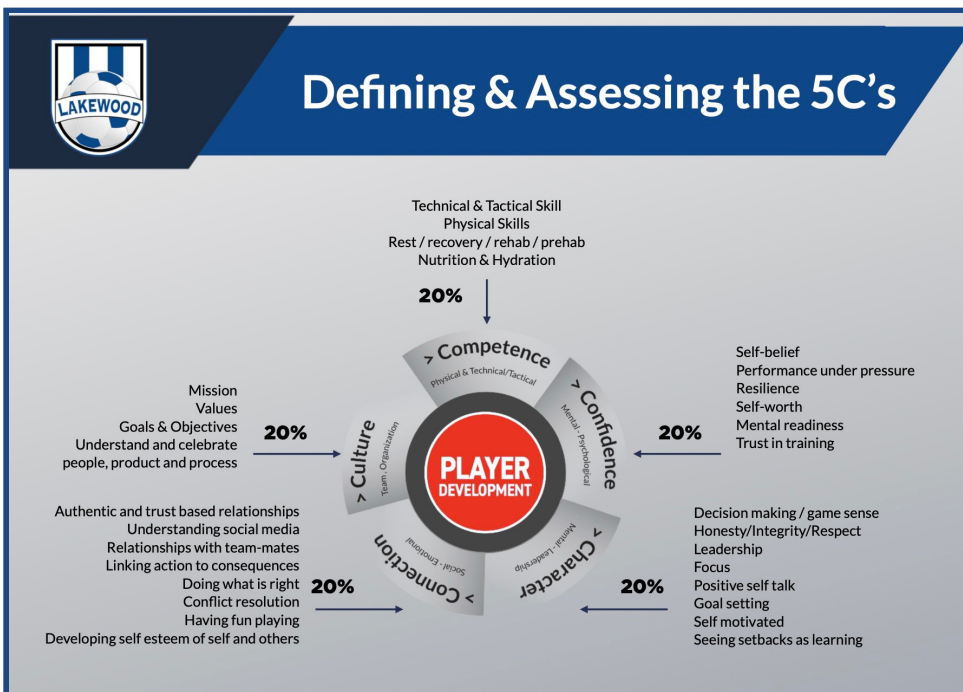 LAKEWOOD
Defining & Assessing the 5C's
Technical & Tactical Skill
Physical Skills
Rest / recovery / rehab / prehab
Nutrition & Hydration
20%
> Competence
Physical & Technical/Tactical
Self-belief
Performance under pressure
Resilience
Self-worth
Mental readiness
Trust in training
20%
> Confidence
Mental - Psychological
Decision making / game sense
Honesty/Integrity/Respect
Leadership
Focus
Positive self talk
Goal setting
Self motivated
Seeing setbacks as learning
20%
> Character
Mental - Leadership
Authentic and trust based relationships
Understanding social media
Relationships with team-mates
Linking action to consequences
Doing what is right
Conflict resolution
Having fun playing
Developing self esteem of self and others
20%
> Connection
Social - Emotional
Mission
Values
Goals & Objectives
Understand and celebrate
people, product and process
20%
> Culture
Team , Organization
PLAYER
DEVELOPMENT